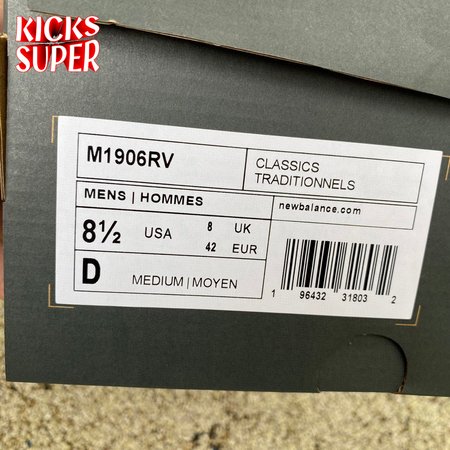 KICKS
SUPER
M1906RV
CLASSICS
TRADITIONNELS
MENS | HOMMES
newbalance.com
8½ USA 8 UK
42 EUR
D MEDIUM | MOYEN
1 96432 31803 2